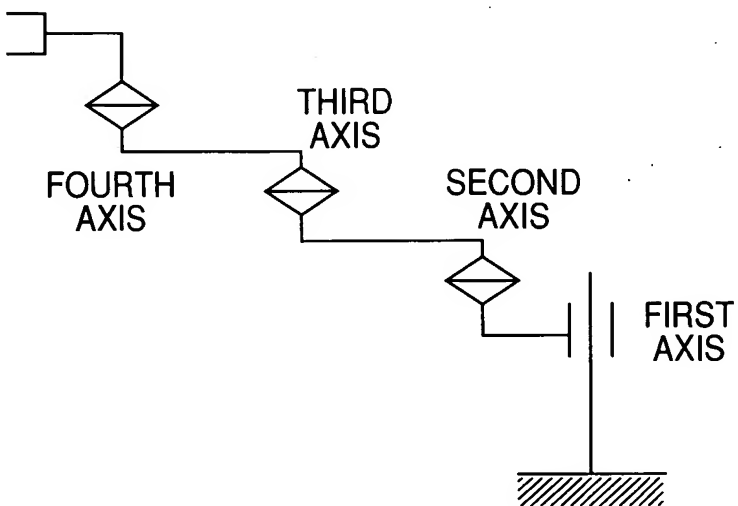 THIRD
AXIS
FOURTH
AXIS
SECOND
AXIS
FIRST
AXIS